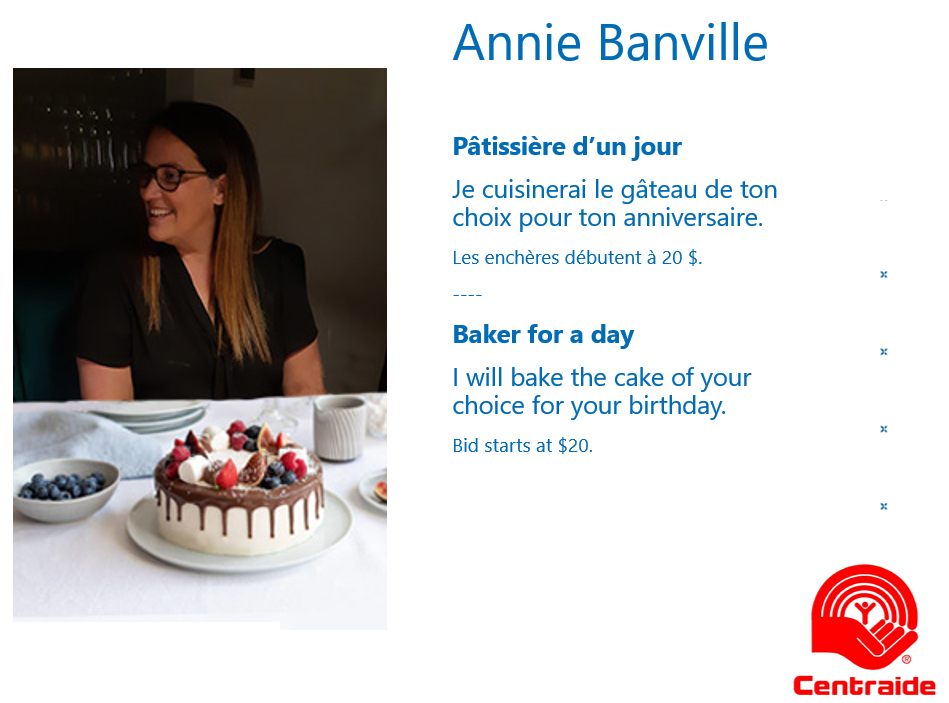 Annie Banville
Pâtissière d’un jour
Je cuisinerai le gâteau de ton
choix pour ton anniversaire.
Les enchères débutent à 20 $.
----
Baker for a day
I will bake the cake of your
choice for your birthday.
Bid starts at $20.
®
Centraide